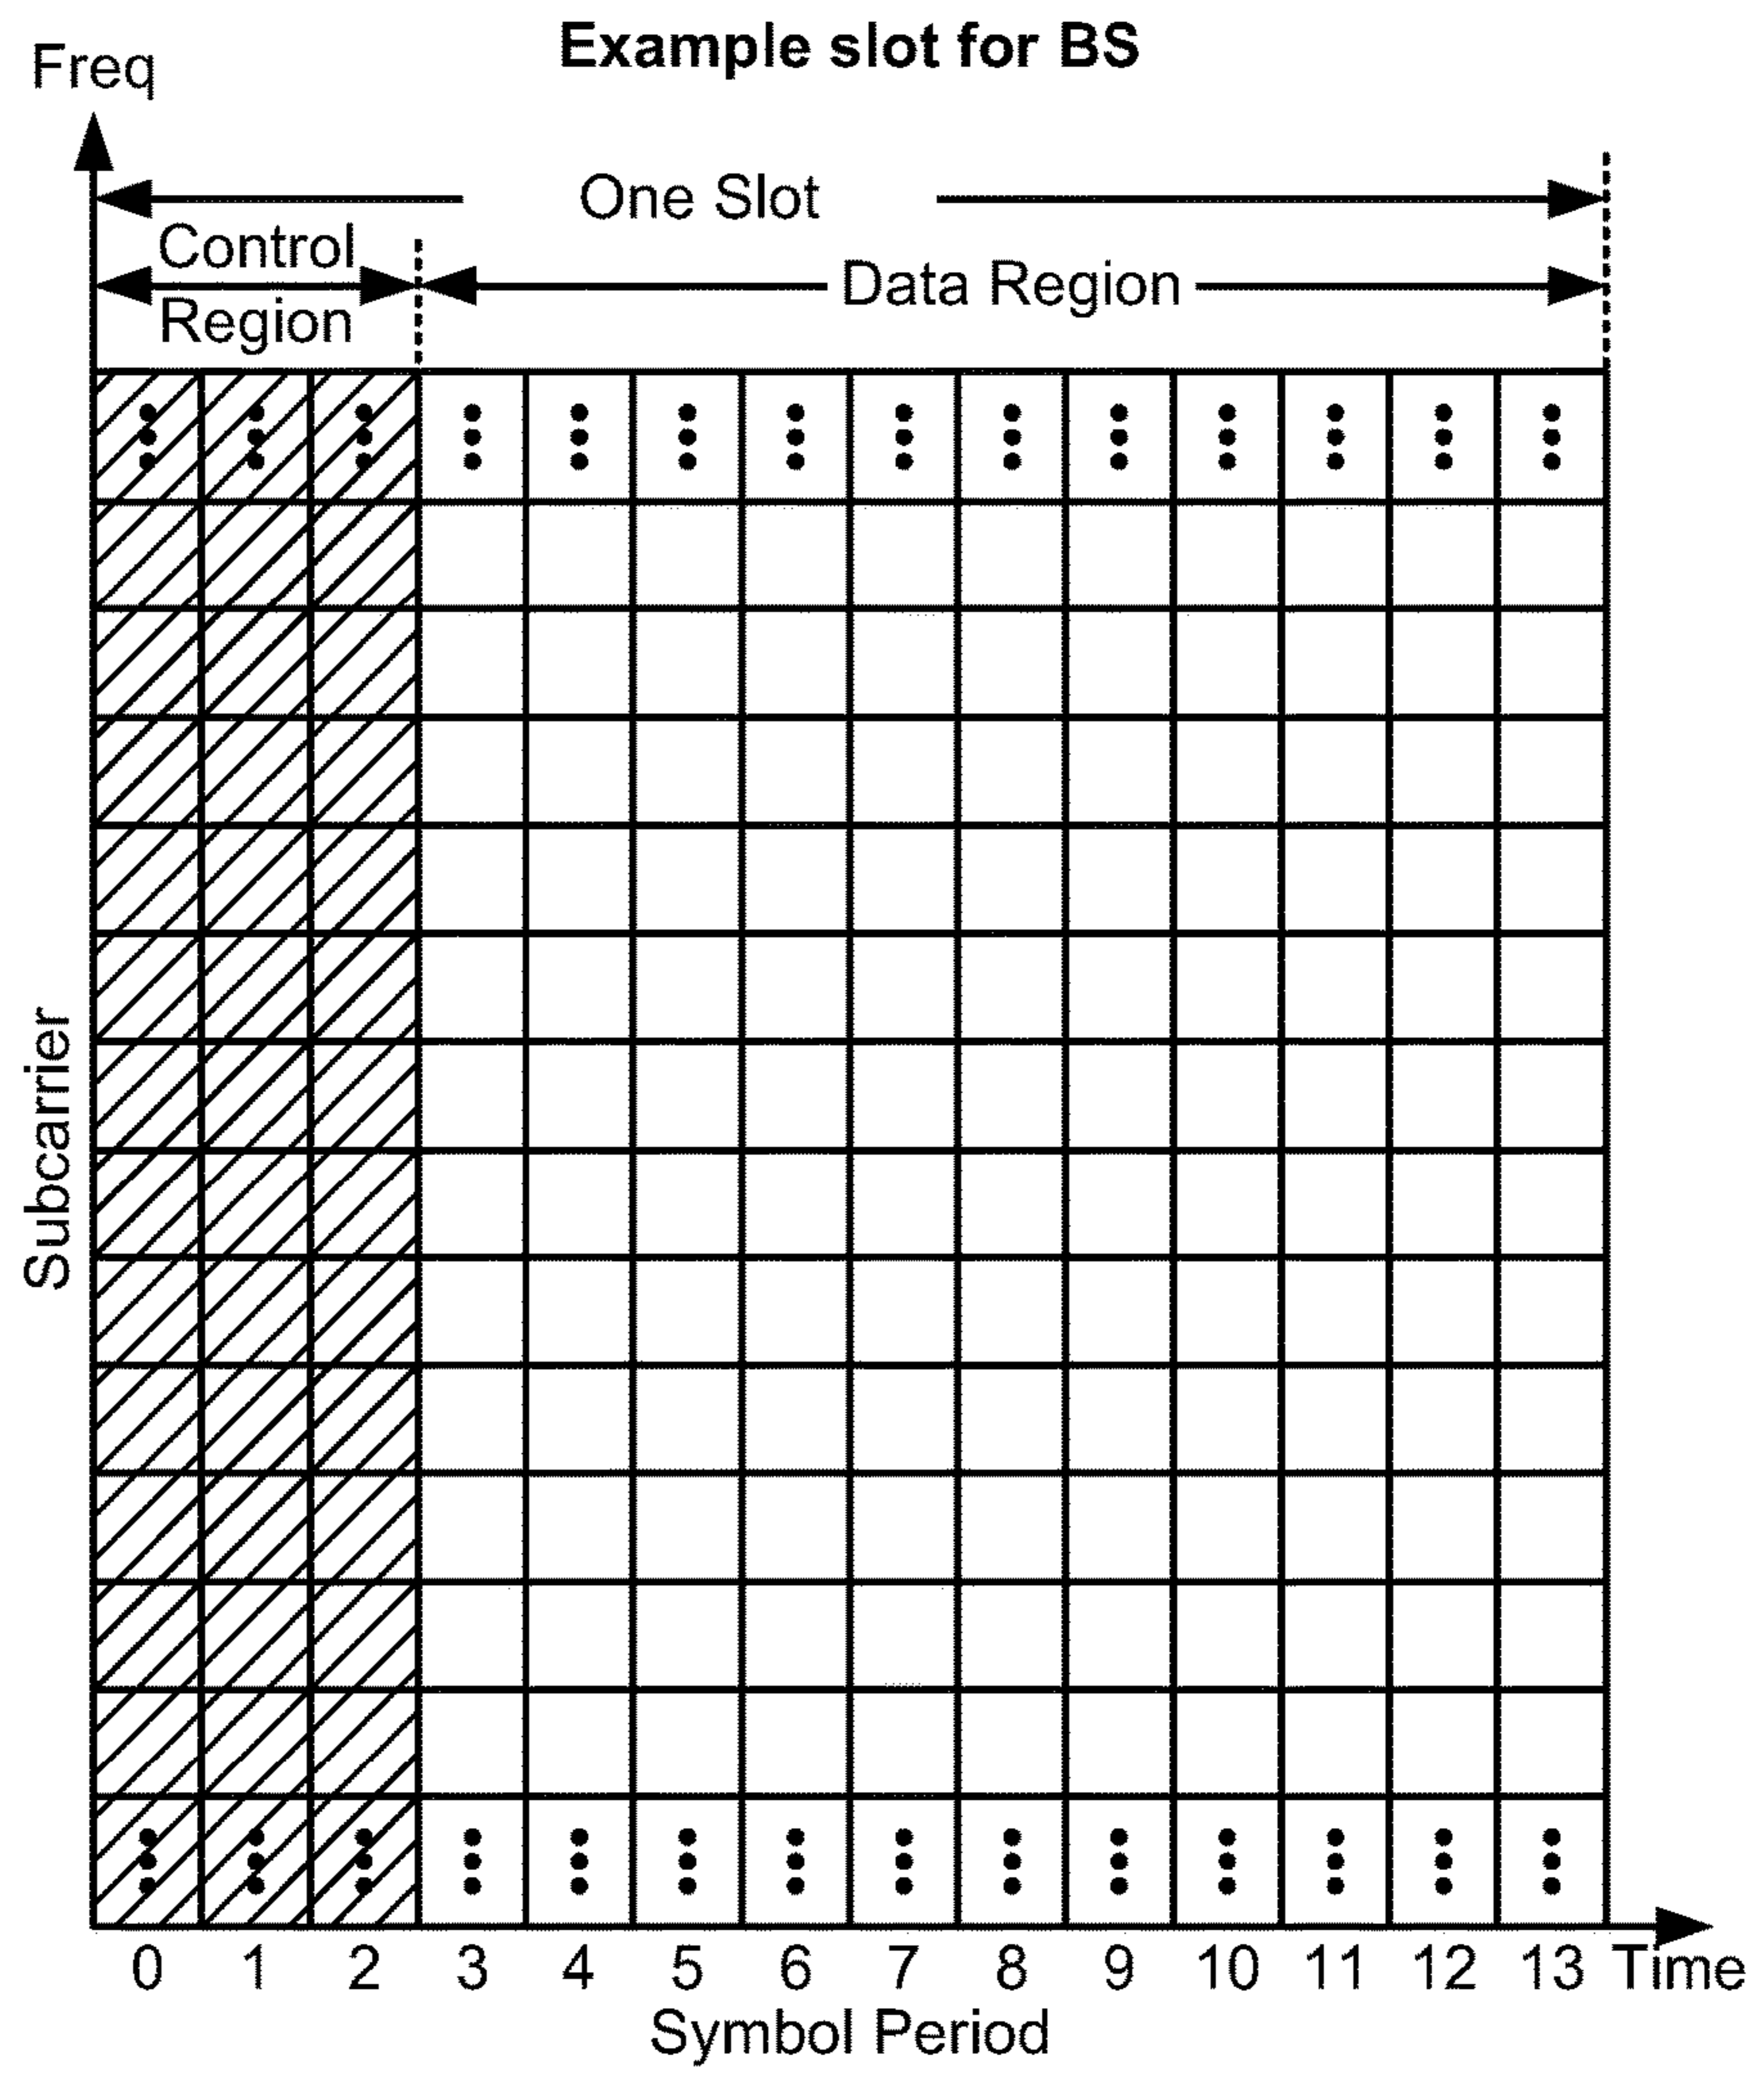 Example slot for BS
Freq
One Slot
Control
Region
Data Region
Subcarrier
0 1 2 3 4 5 6 7 8 9 10 11 12 13 Time
Symbol Period